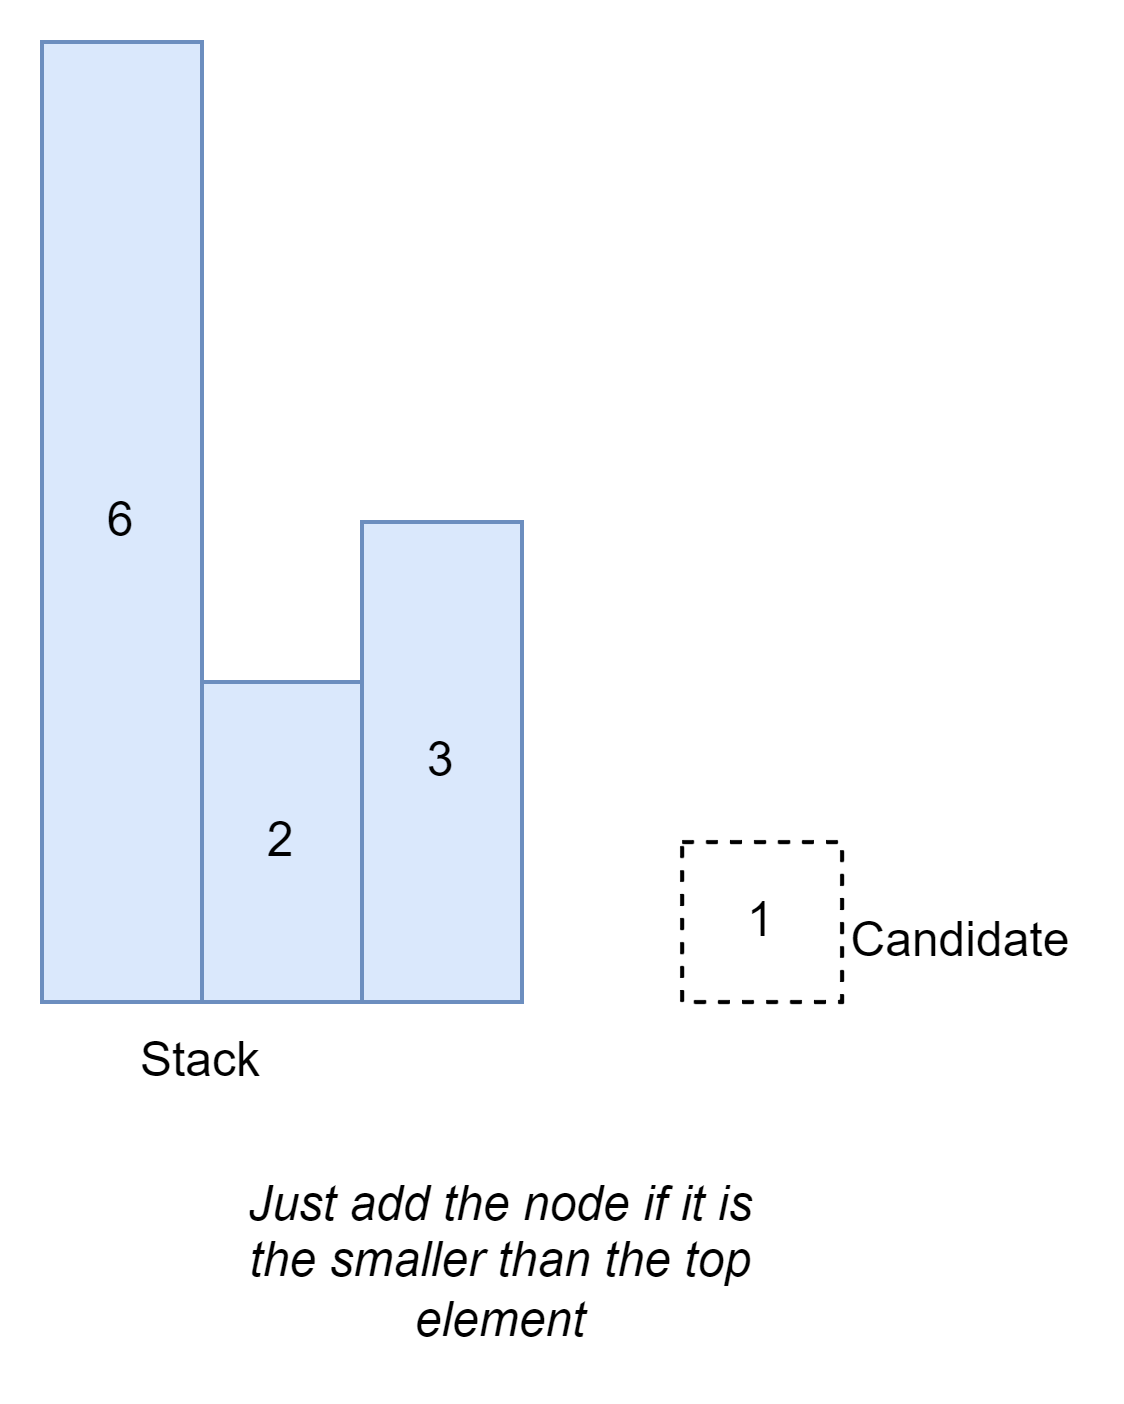 6
3
2
1
Candidate
Stack
Just add the node if it is
the smaller than the top
element